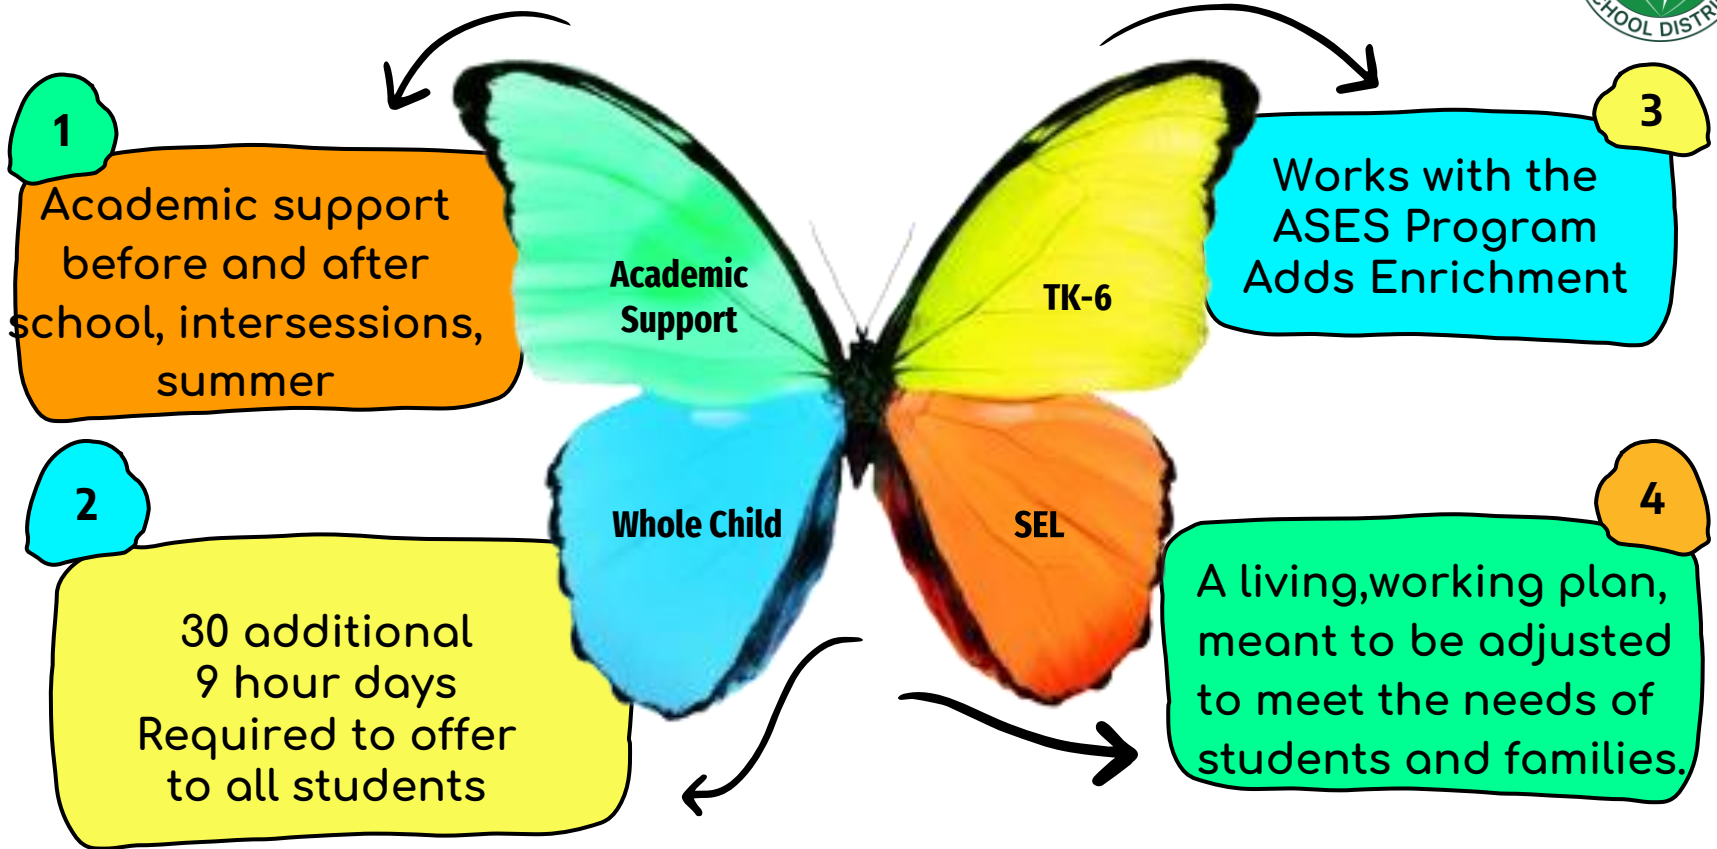 SCHOOL DISTRI
1
Academic support
before and after
school, intersessions,
summer
Academic
Support
TK-6
3
Works with the
ASES Program
Adds Enrichment
2
30 additional
9 hour days
Required to offer
to all students
Whole Child
SEL
4
A living,working plan,
meant to be adjusted
to meet the needs of
students and families.